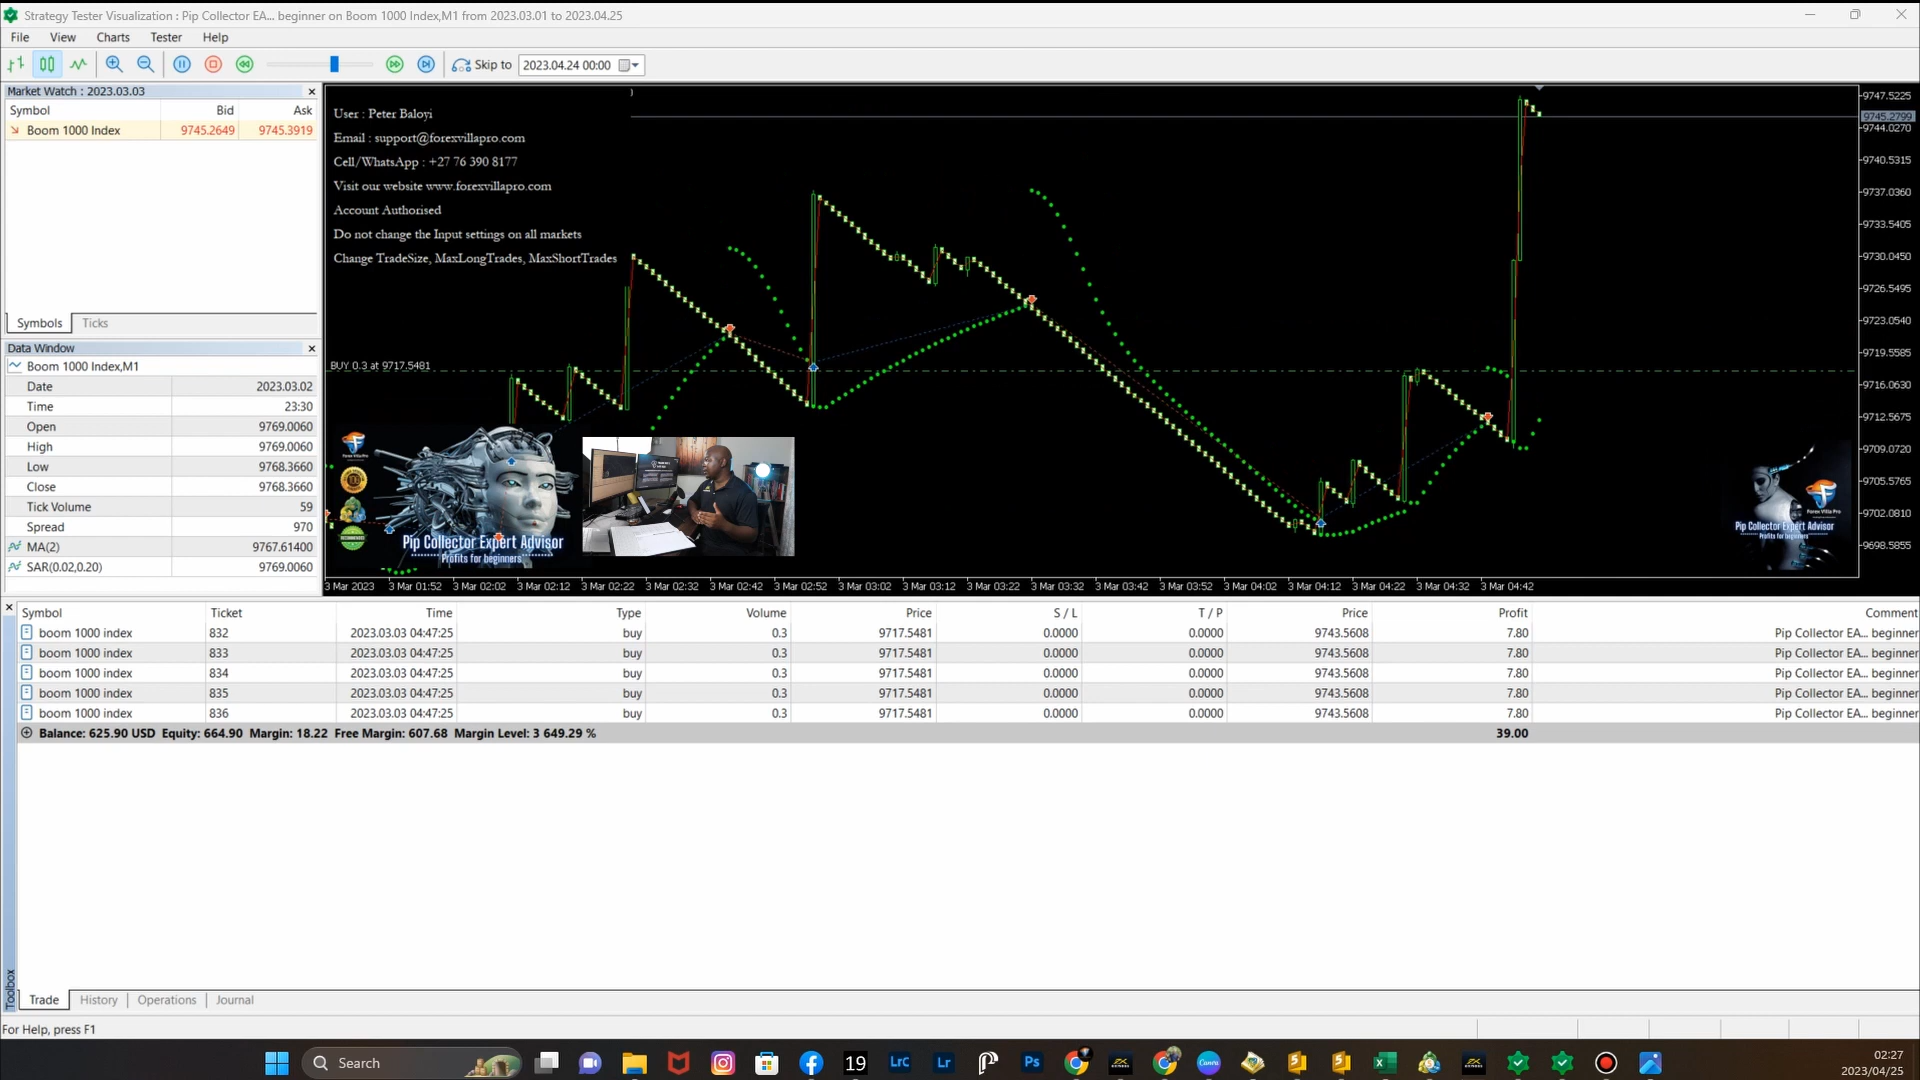 Strategy Tester Visualization : Pip Collector EA... beginner on Boom 1000 Index,M1 from 2023.03.01 to 2023.04.25
File View Charts Tester Help
Skip to 2023.04.24 00:00
Market Watch : 2023.03.03
Symbol Bid Ask
Boom 1000 Index 9745.2649 9745.3919
Symbols Ticks
Data Window
Boom 1000 Index,M1
Date 2023.03.02
Time 23:30
Open 9769.0060
High 9769.0060
Low 9768.3660
Close 9768.3660
Tick Volume 59
Spread 970
MA(2) 9767.61400
SAR(0.02,0.20) 9769.0060
User : Peter Baloyi
Email : support@forexvillapro.com
Cell/WhatsApp : +27 76 390 8177
Visit our website www.forexvillapro.com
Account Authorised
Do not change the Input settings on all markets
Change TradeSize, MaxLongTrades, MaxShortTrades
BUY 0.3 at 9717.5481
Forex Villa Pro
RECOMMENDED
Pip Collector Expert Advisor
Profits for beginners
Forex Villa Pro
Pip Collector Expert Advisor
Profits for beginners
9747.5225
9745.2799
9744.0270
9740.5315
9737.0360
9733.5405
9730.0450
9726.5495
9723.0540
9719.5585
9716.0630
9712.5675
9709.0720
9705.5765
9702.0810
9698.5855
3 Mar 2023 3 Mar 01:52 3 Mar 02:02 3 Mar 02:12 3 Mar 02:22 3 Mar 02:32 3 Mar 02:42 3 Mar 02:52 3 Mar 03:02 3 Mar 03:12 3 Mar 03:22 3 Mar 03:32 3 Mar 03:42 3 Mar 03:52 3 Mar 04:02 3 Mar 04:12 3 Mar 04:22 3 Mar 04:32 3 Mar 04:42
Symbol Ticket Time Type Volume Price S / L T / P Price Profit Comment
boom 1000 index 832 2023.03.03 04:47:25 buy 0.3 9717.5481 0.0000 0.0000 9743.5608 7.80 Pip Collector EA... beginner
boom 1000 index 833 2023.03.03 04:47:25 buy 0.3 9717.5481 0.0000 0.0000 9743.5608 7.80 Pip Collector EA... beginner
boom 1000 index 834 2023.03.03 04:47:25 buy 0.3 9717.5481 0.0000 0.0000 9743.5608 7.80 Pip Collector EA... beginner
boom 1000 index 835 2023.03.03 04:47:25 buy 0.3 9717.5481 0.0000 0.0000 9743.5608 7.80 Pip Collector EA... beginner
boom 1000 index 836 2023.03.03 04:47:25 buy 0.3 9717.5481 0.0000 0.0000 9743.5608 7.80 Pip Collector EA... beginner
Balance: 625.90 USD Equity: 664.90 Margin: 18.22 Free Margin: 607.68 Margin Level: 3 649.29 % 39.00
Toolbox
Trade History Operations Journal
For Help, press F1
Search
19
LrC
Lr
Ps
Canva
02:27
2023/04/25